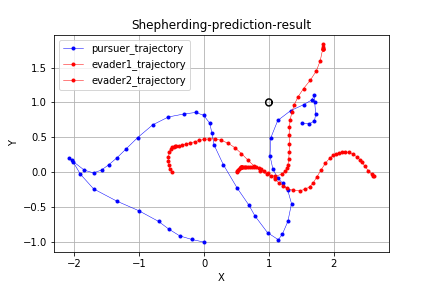 Shepherding-prediction-result
pursuer_trajectory
evader1_trajectory
evader2_trajectory
1.5
1.0
0.5
0.0
−0.5
−1.0
Y
−2
−1
0
1
2
X